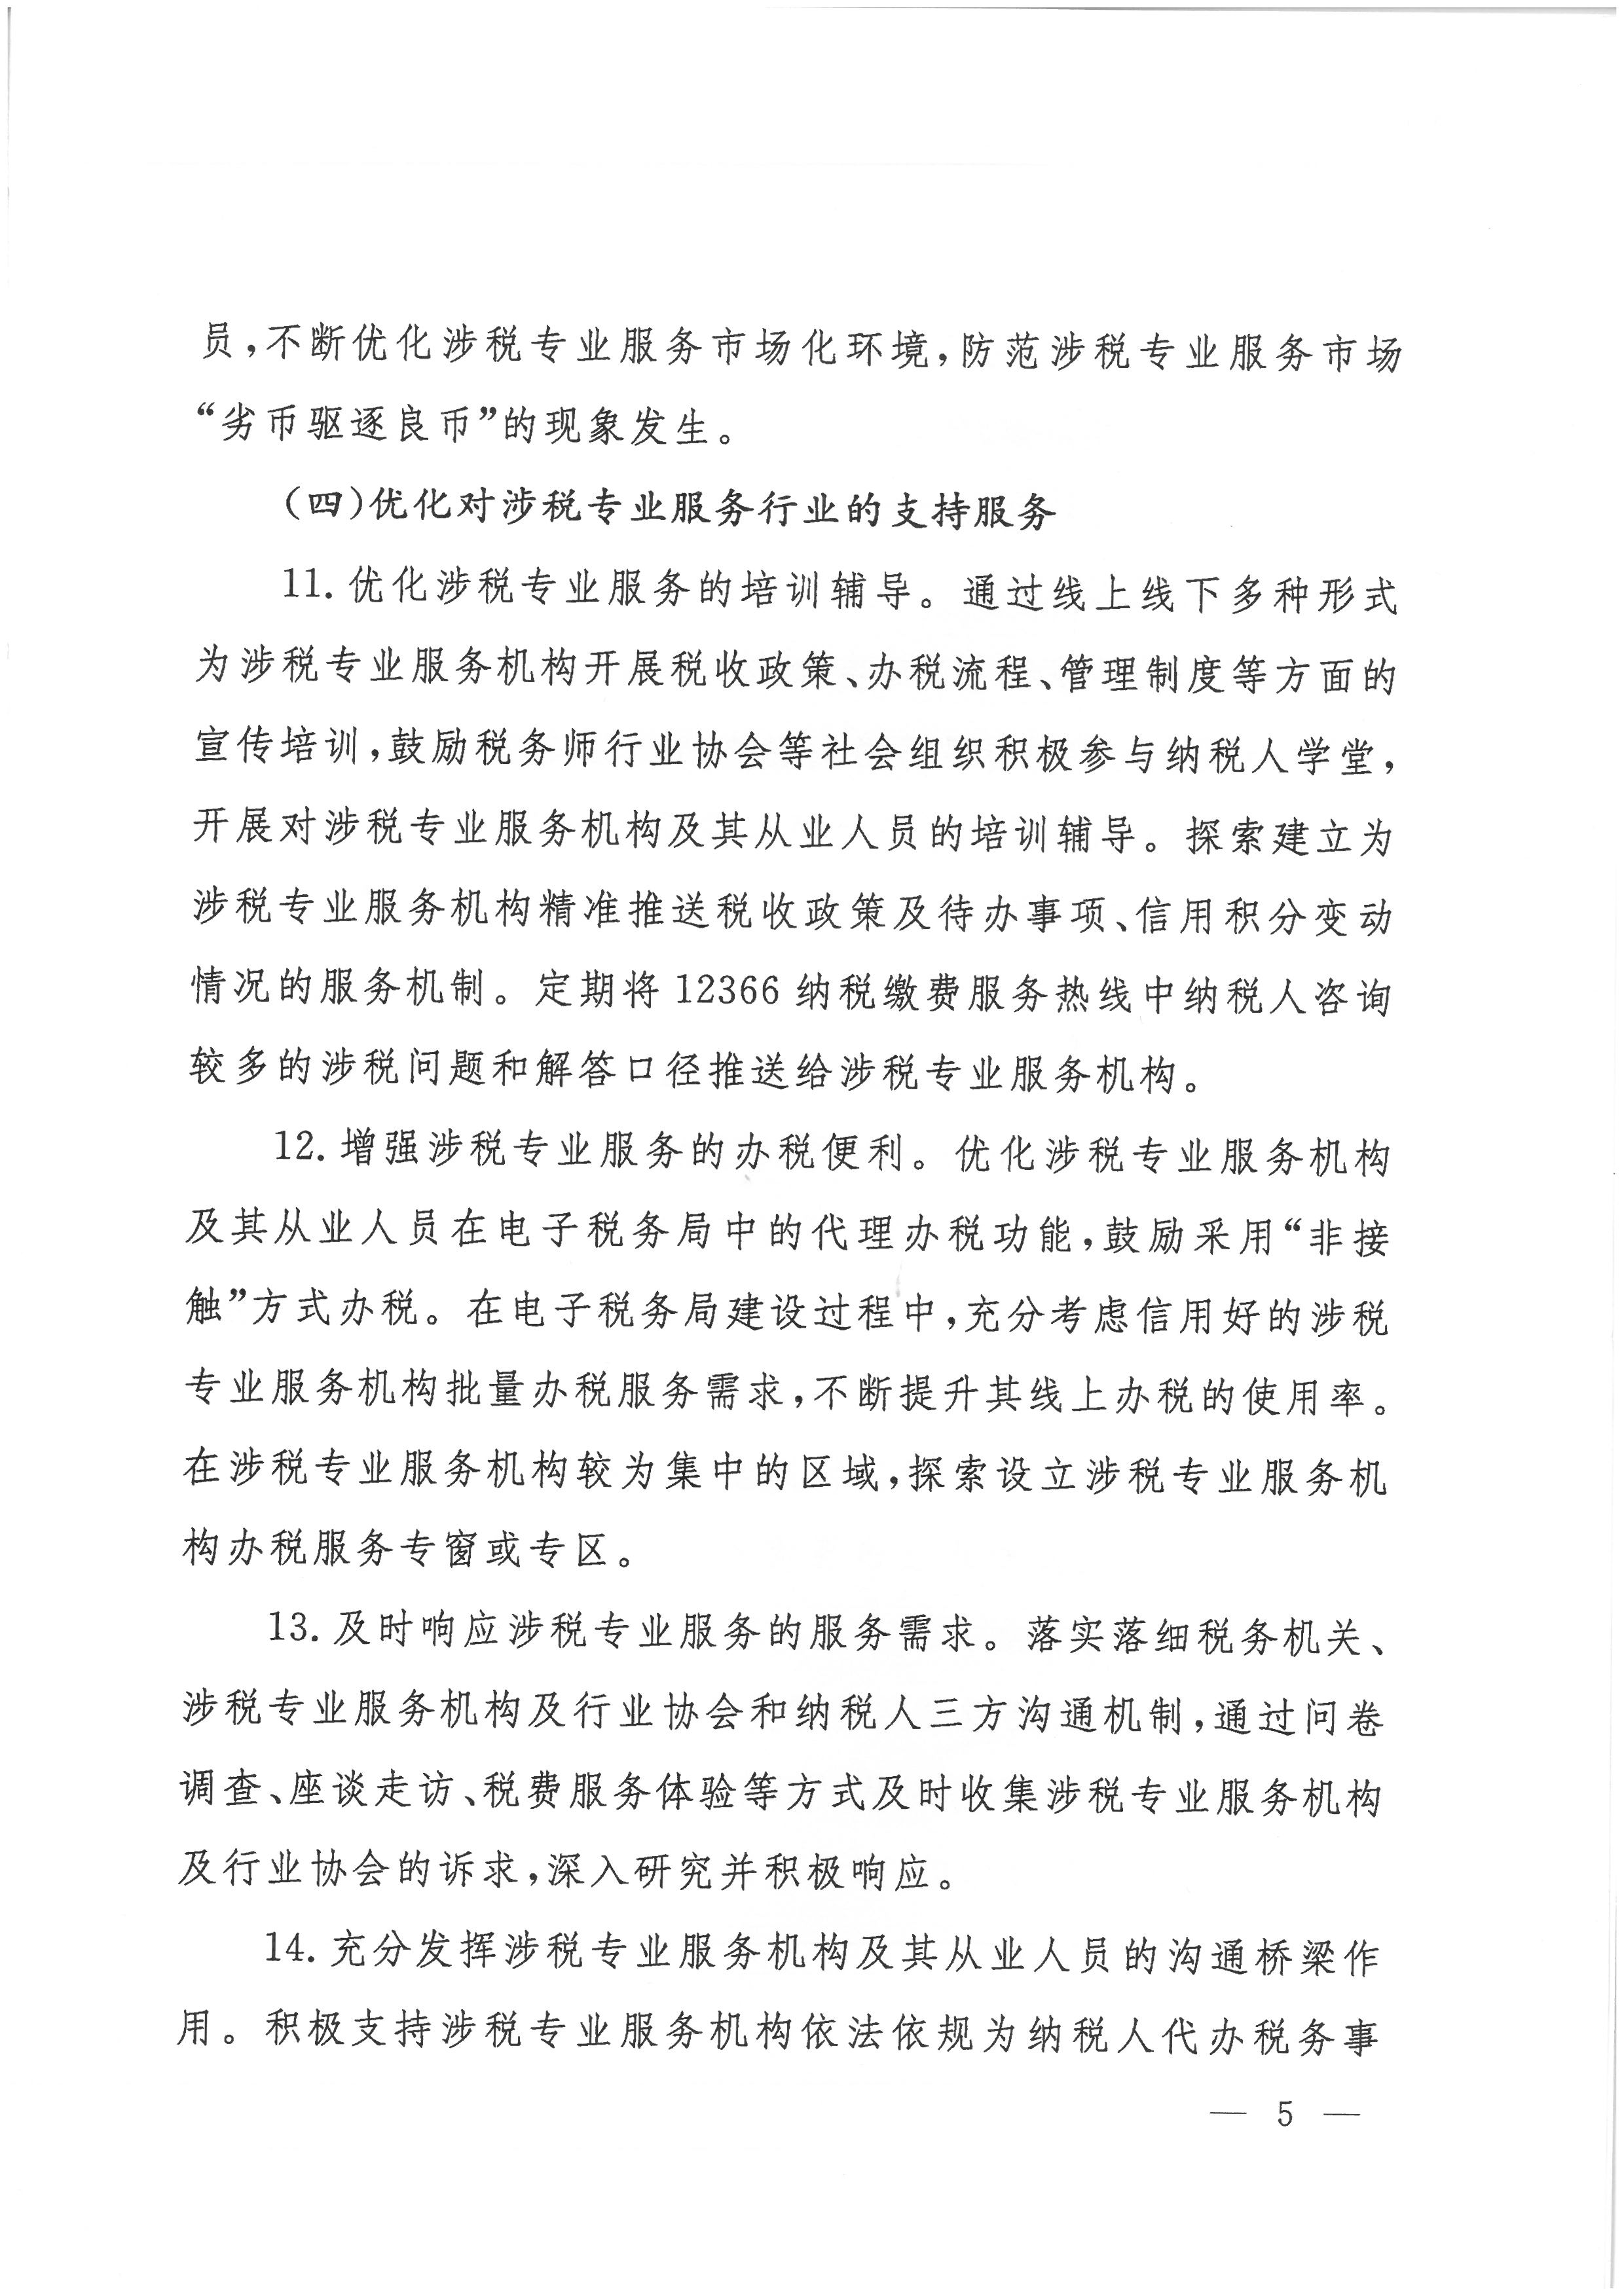 员，不断优化涉税专业服务市场化环境，防范涉税专业服务市场
“劣币驱逐良币”的现象发生。
（四）优化对涉税专业服务行业的支持服务
11. 优化涉税专业服务的培训辅导。通过线上线下多种形式
为涉税专业服务机构开展税收政策、办税流程、管理制度等方面的
宣传培训，鼓励税务师行业协会等社会组织积极参与纳税人学堂，
开展对涉税专业服务机构及其从业人员的培训辅导。探索建立为
涉税专业服务机构精准推送税收政策及待办事项、信用积分变动
情况的服务机制。定期将 12366 纳税缴费服务热线中纳税人咨询
较多的涉税问题和解答口径推送给涉税专业服务机构。
12. 增强涉税专业服务的办税便利。优化涉税专业服务机构
及其从业人员在电子税务局中的代理办税功能，鼓励采用“非接
触”方式办税。在电子税务局建设过程中，充分考虑信用好的涉税
专业服务机构批量办税服务需求，不断提升其线上办税的使用率。
在涉税专业服务机构较为集中的区域，探索设立涉税专业服务机
构办税服务专窗或专区。
13. 及时响应涉税专业服务的服务需求。落实落细税务机关、
涉税专业服务机构及行业协会和纳税人三方沟通机制，通过问卷
调查、座谈走访、税费服务体验等方式及时收集涉税专业服务机构
及行业协会的诉求，深入研究并积极响应。
14. 充分发挥涉税专业服务机构及其从业人员的沟通桥梁作
用。积极支持涉税专业服务机构依法依规为纳税人代办税务事
— 5 —